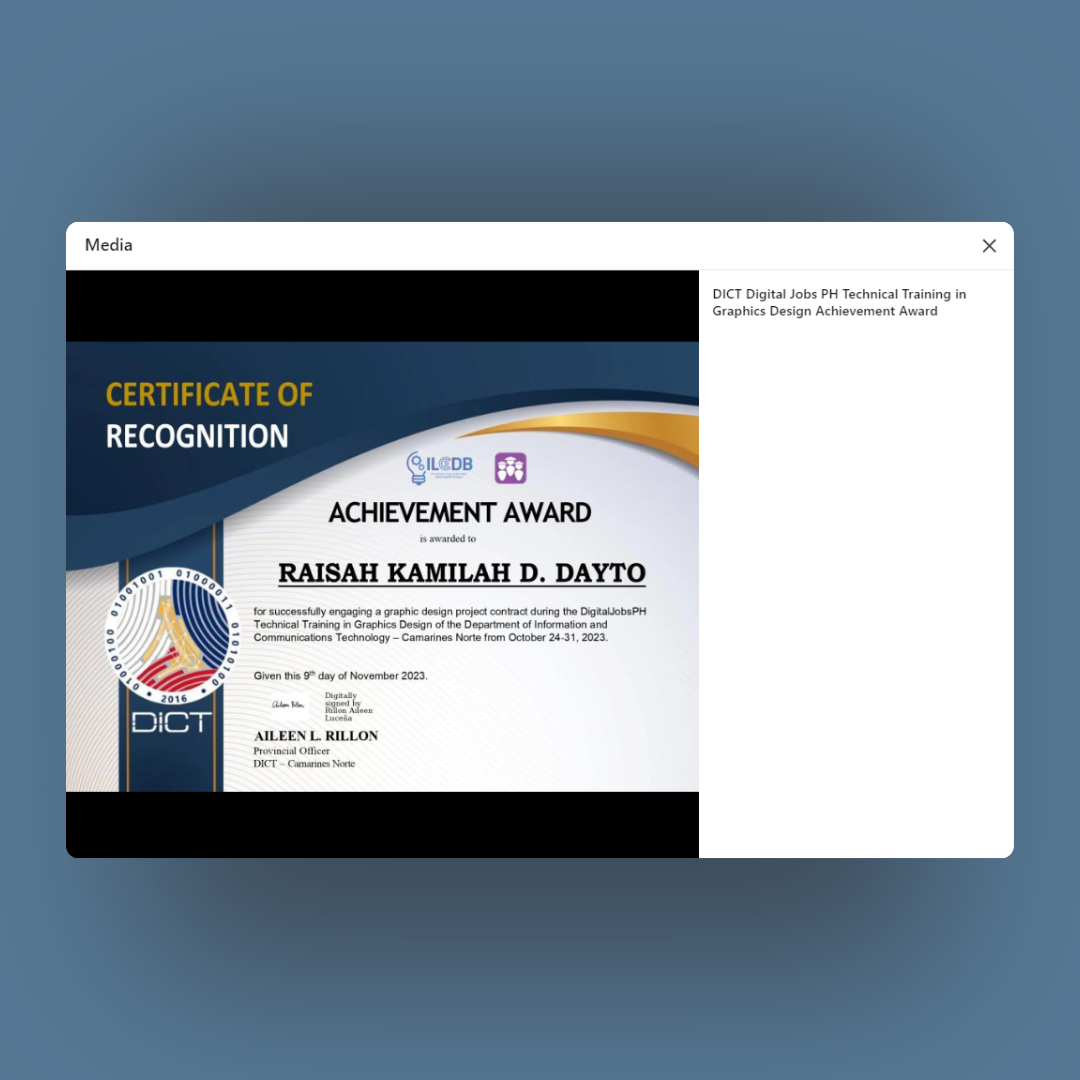 Media
DICT Digital Jobs PH Technical Training in
Graphics Design Achievement Award
CERTIFICATE OF
RECOGNITION
ILCDB
ACHIEVEMENT AWARD
is awarded to
RAISAH KAMILAH D. DAYTO
for successfully engaging a graphic design project contract during the DigitalJobsPH
Technical Training in Graphics Design of the Department of Information and
Communications Technology – Camarines Norte from October 24-31, 2023.
Given this 9th day of November 2023.
Digitally
signed by
Rillon Aileen
Luceña
AILEEN L. RILLON
Provincial Officer
DICT – Camarines Norte
01000100 01001001 01000011 01010100
2016
DICT